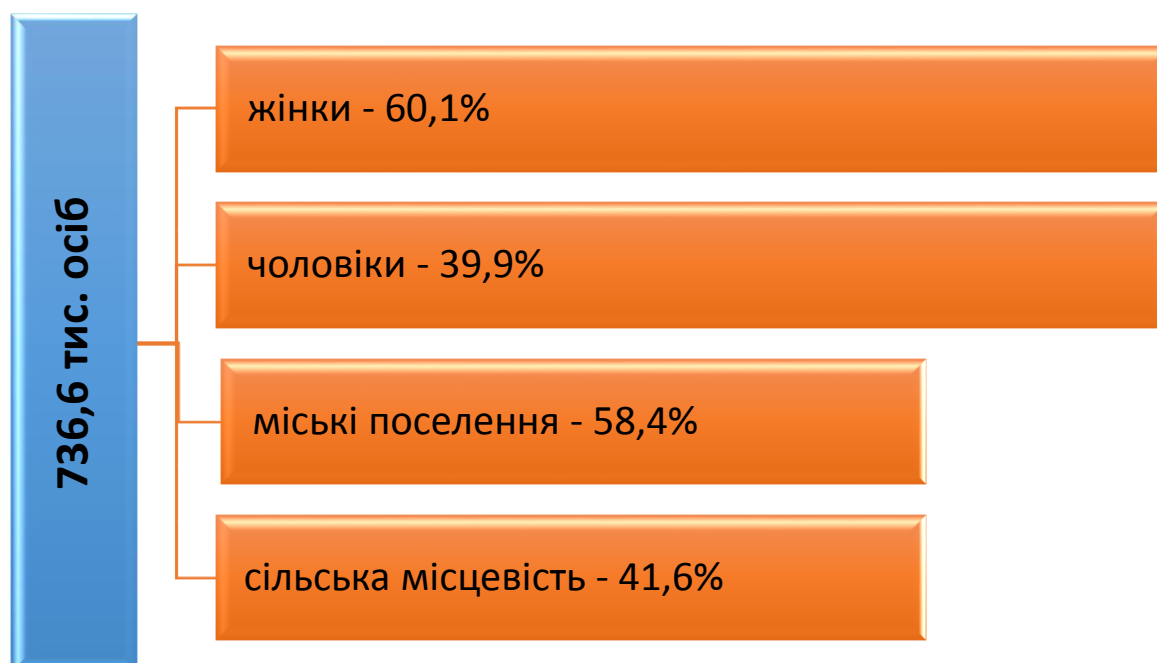 736,6 тис. осіб
жінки - 60,1%
чоловіки - 39,9%
міські поселення - 58,4%
сільська місцевість - 41,6%